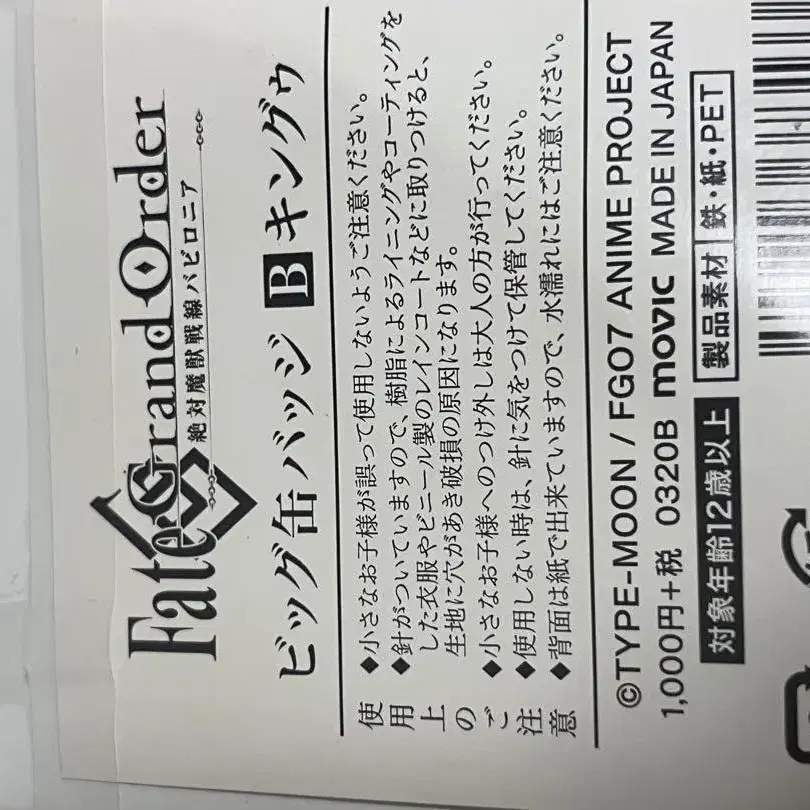 Fate/Grand Order
絶対魔獣戦線バビロニア
ビッグ缶バッジ B キングゥ
使用上のご注意
◆小さなお子様が誤って使用しないようご注意ください。
◆針がついていますので、樹脂によるライニングやコーティングを
した衣服やビニール製のレインコートなどに取りつけると、
生地に穴があき破損の原因になります。
◆小さなお子様へのつけ外しは大人の方が行ってください。
◆使用しない時は、針に気をつけて保管してください。
◆背面は紙で出来ていますので、水濡れにはご注意ください。
©TYPE-MOON / FGO7 ANIME PROJECT
1,000円+税 0320B movic MADE IN JAPAN
対象年齢12歳以上 製品素材 鉄・紙・PET